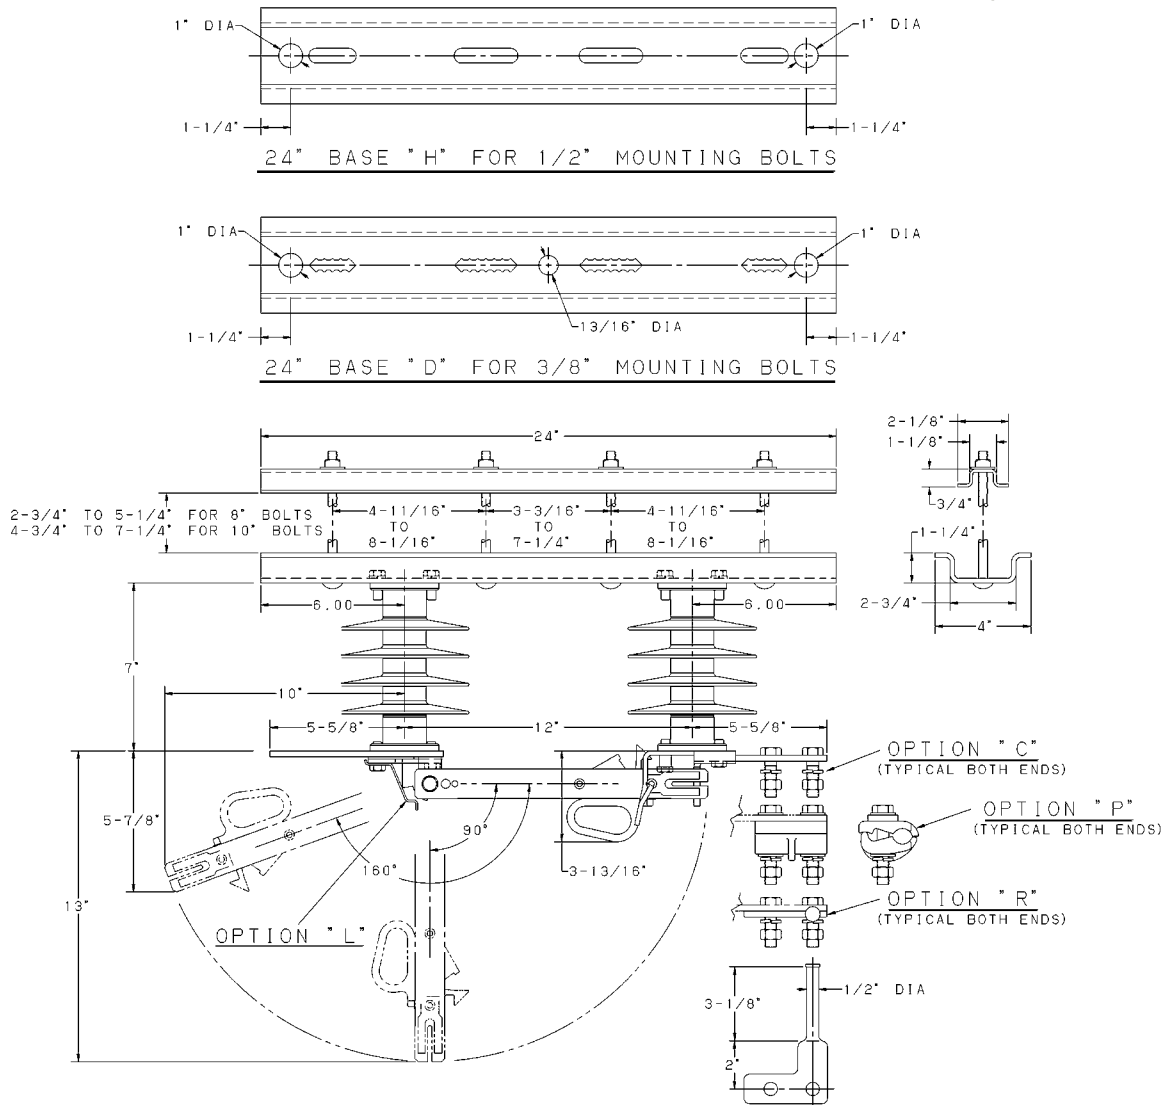 1" DIA
1" DIA
1-1/4"
1-1/4"
24" BASE "H" FOR 1/2" MOUNTING BOLTS
1" DIA
1" DIA
13/16" DIA
1-1/4"
1-1/4"
24" BASE "D" FOR 3/8" MOUNTING BOLTS
24"
2-1/8"
1-1/8"
3/4"
2-3/4" TO 5-1/4" FOR 8" BOLTS
4-3/4" TO 7-1/4" FOR 10" BOLTS
4-11/16"
TO
8-1/16"
3-3/16"
TO
7-1/4"
4-11/16"
TO
8-1/16"
1-1/4"
2-3/4"
4"
6.00
6.00
7"
10"
5-5/8"
12"
5-5/8"
OPTION "C"
(TYPICAL BOTH ENDS)
OPTION "P"
(TYPICAL BOTH ENDS)
5-7/8"
90°
160°
3-13/16"
13"
OPTION "L"
OPTION "R"
(TYPICAL BOTH ENDS)
3-1/8"
1/2" DIA
2"